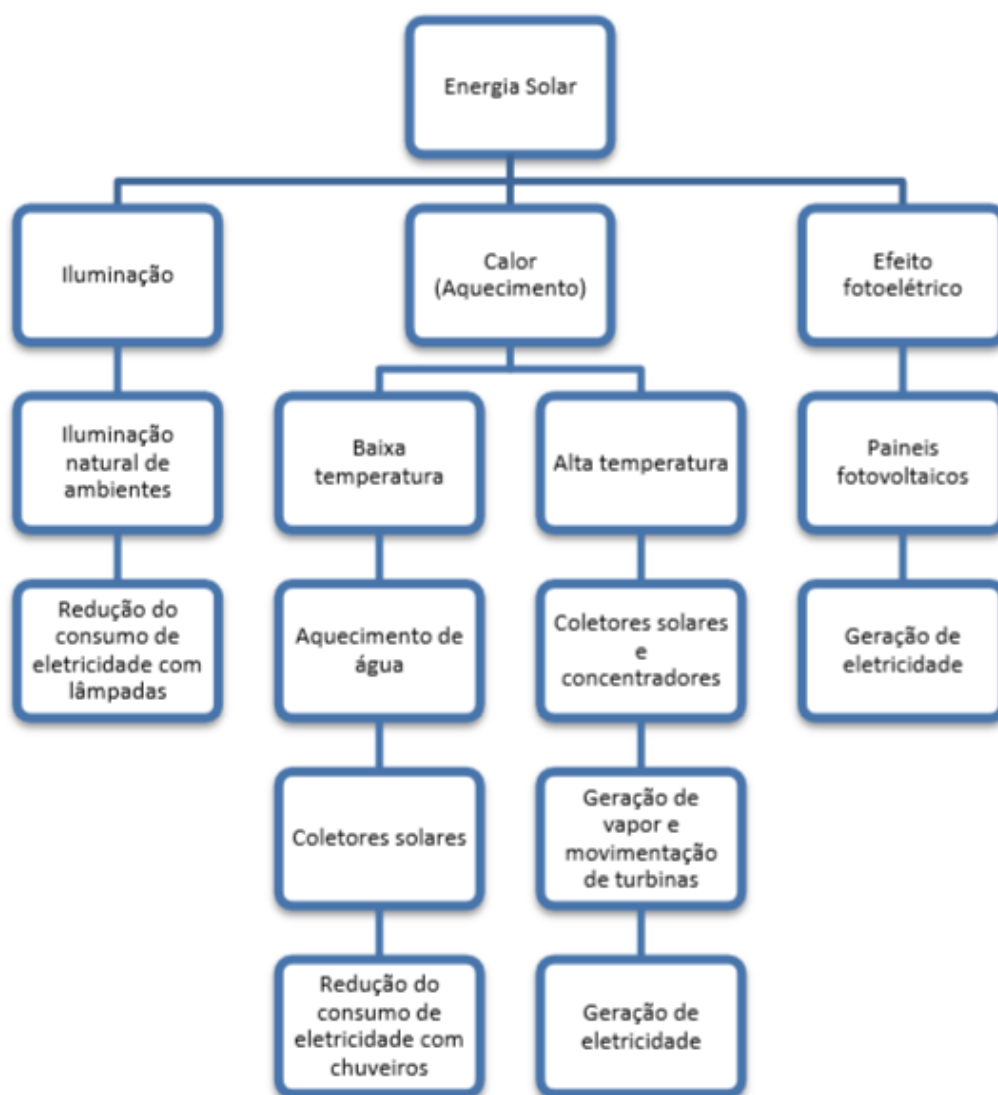 Energia Solar
Iluminação
Calor
(Aquecimento)
Efeito
fotoelétrico
Iluminação
natural de
ambientes
Baixa
temperatura
Alta temperatura
Paineis
fotovoltaicos
Redução do
consumo de
eletricidade com
lâmpadas
Aquecimento de
água
Coletores solares
e
concentradores
Geração de
eletricidade
Coletores solares
Geração de
vapor e
movimentação
de turbinas
Redução do
consumo de
eletricidade com
chuveiros
Geração de
eletricidade